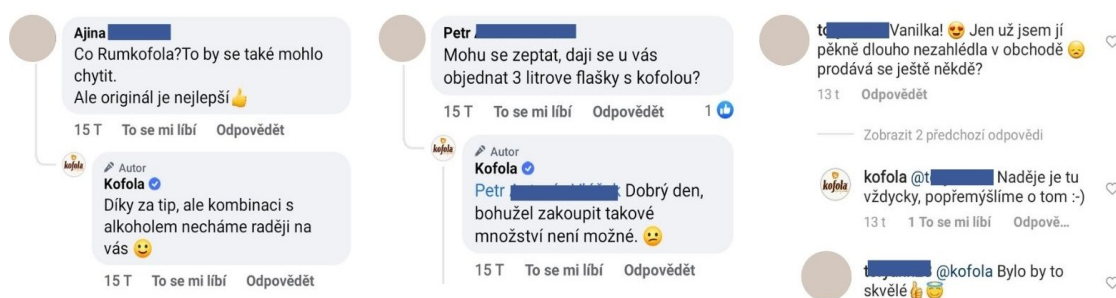 Ajina
Co Rumkofola?To by se také mohlo
chytit.
Ale originál je nejlepší👍
15 T To se mi líbí Odpovědět
kofola
Autor
Kofola
Díky za tip, ale kombinaci s
alkoholem necháme raději na
vás 🙂
15 T To se mi líbí Odpovědět
Petr
Mohu se zeptat, daji se u vás
objednat 3 litrove flašky s kofolou?
15 T To se mi líbí Odpovědět 1
kofola
Autor
Kofola
Petr Dobrý den,
bohužel zakoupit takové
množství není možné. 😕
15 T To se mi líbí Odpovědět
Vanilka! 😍 Jen už jsem jí
pěkně dlouho nezahlédla v obchodě 😞
prodává se ještě někdě?
13 t Odpovědět
Zobrazit 2 předchozí odpovědi
kofola
kofola @t Naděje je tu
vždycky, popřemýšlíme o tom :-)
13 t 1 To se mi líbí Odpově...
@kofola Bylo by to
skvělé👍😇